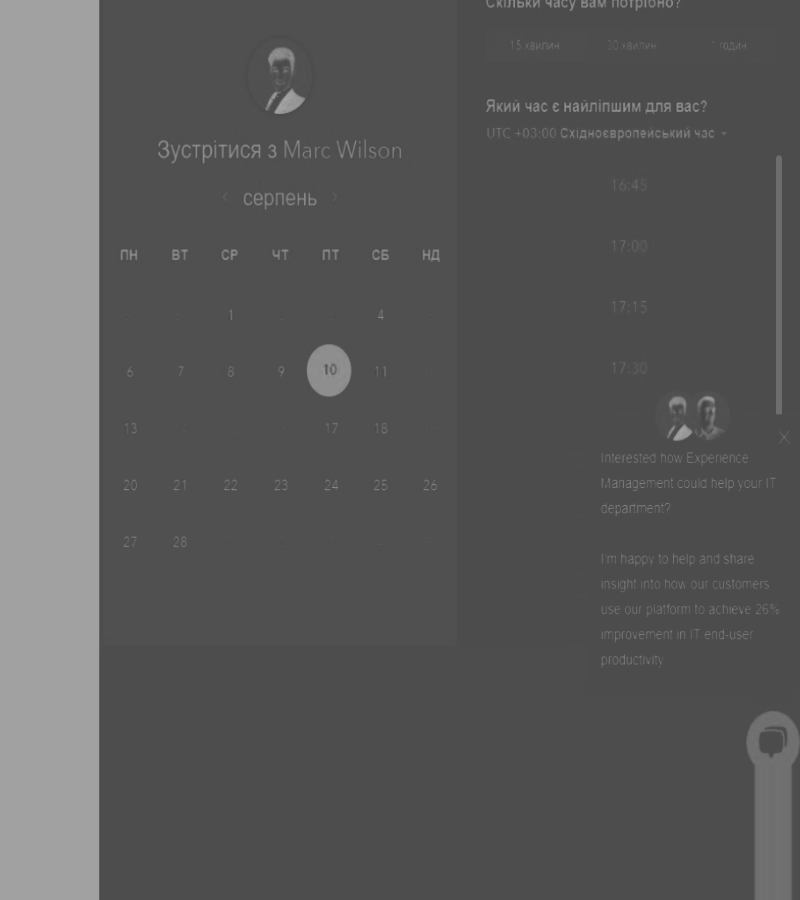 Скільки часу вам потрібно?
15 хвилин 30 хвилин 1 годин
Зустрітися з Marc Wilson
серпень
ПН ВТ СР ЧТ ПТ СБ НД
1 4
6 7 8 9 10 11
13 17 18
20 21 22 23 24 25 26
27 28
Який час є найліпшим для вас?
UTC +03:00 Східноєвропейський час
16:45
17:00
17:15
17:30
Interested how Experience
Management could help your IT
department?
I'm happy to help and share
insight into how our customers
use our platform to achieve 26%
improvement in IT end-user
productivity